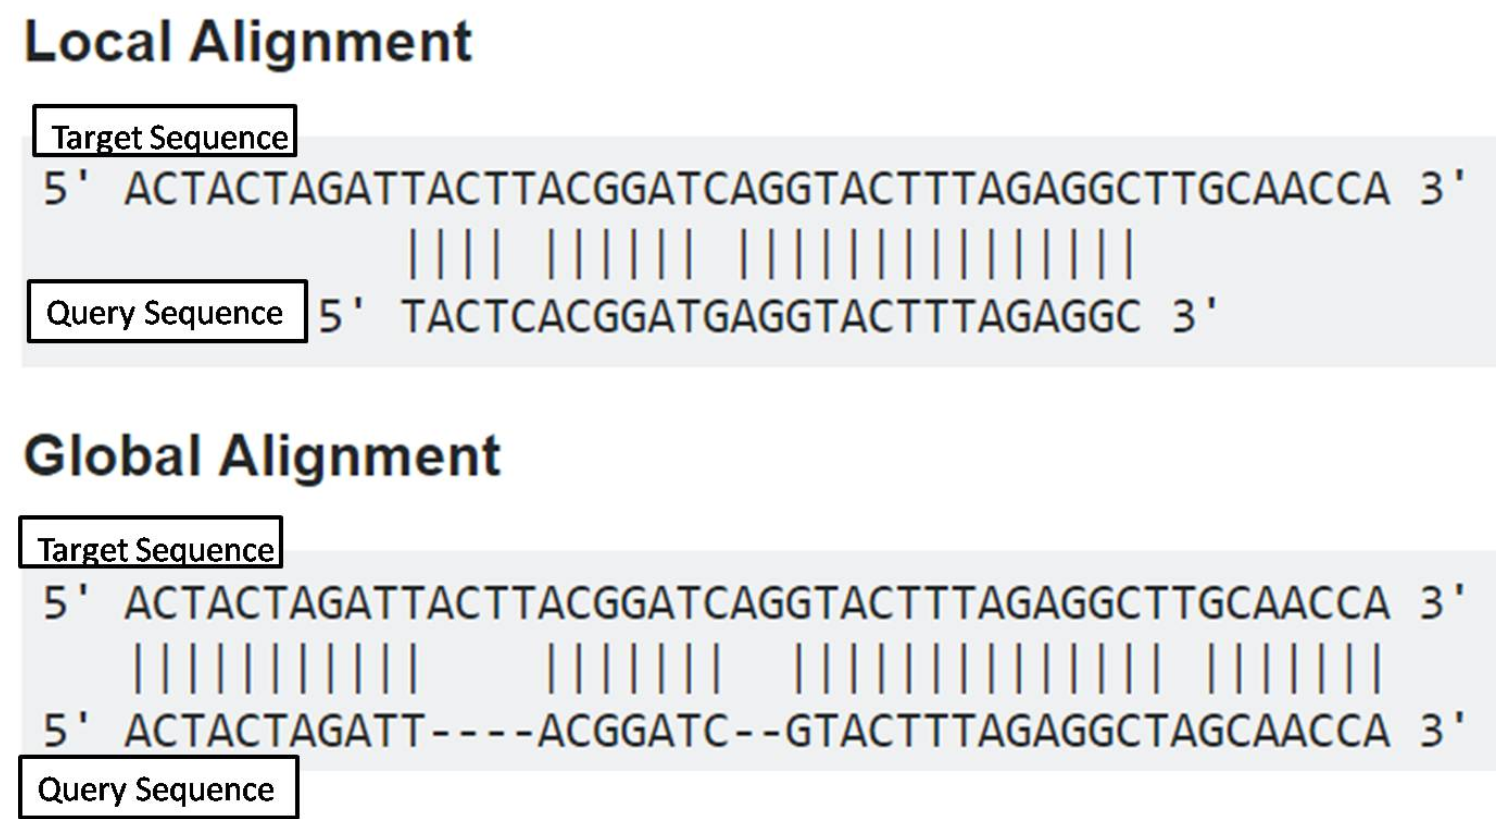 Local Alignment
Target Sequence
5' ACTACTAGATTACTTACGGATCAGGTACTTTAGAGGCTTGCAACCA 3'
|||| |||||| |||||||||||||||
Query Sequence 5' TACTCACGGATGAGGTACTTTAGAGGC 3'
Global Alignment
Target Sequence
5' ACTACTAGATTACTTACGGATCAGGTACTTTAGAGGCTTGCAACCA 3'
||||||||||| ||||||| |||||||||||||| |||||||
5' ACTACTAGATT----ACGGATC--GTACTTTAGAGGCTAGCAACCA 3'
Query Sequence